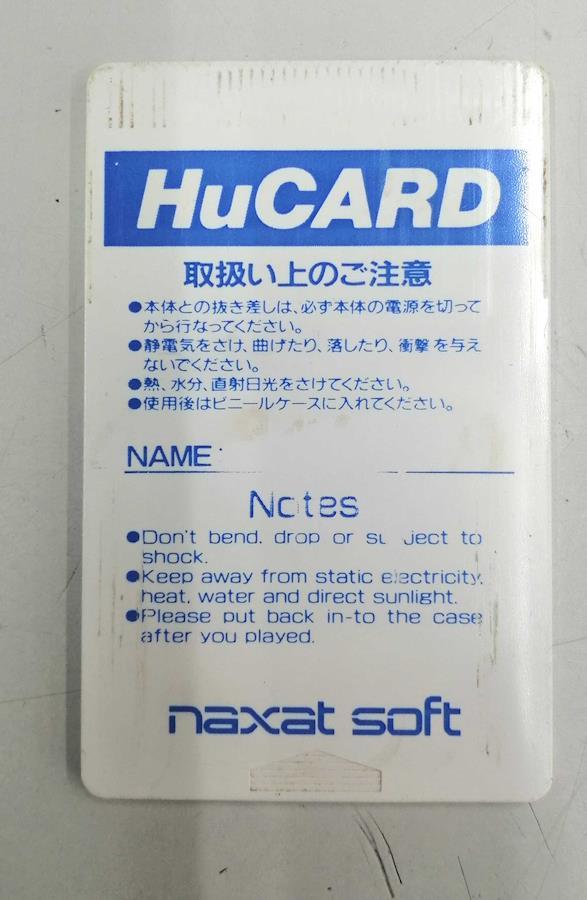 HuCARD
取扱い上のご注意
●本体との抜き差しは、必ず本体の電源を切って
から行なってください。
●静電気をさけ、曲げたり、落したり、衝撃を与え
ないでください。
●熱、水分、直射日光をさけてください。
●使用後はビニールケースに入れてください。
NAME
Notes
●Don't bend, drop or subject to
shock.
●Keep away from static electricity,
heat, water and direct sunlight.
●Please put back in-to the case
after you played.
naxat soft